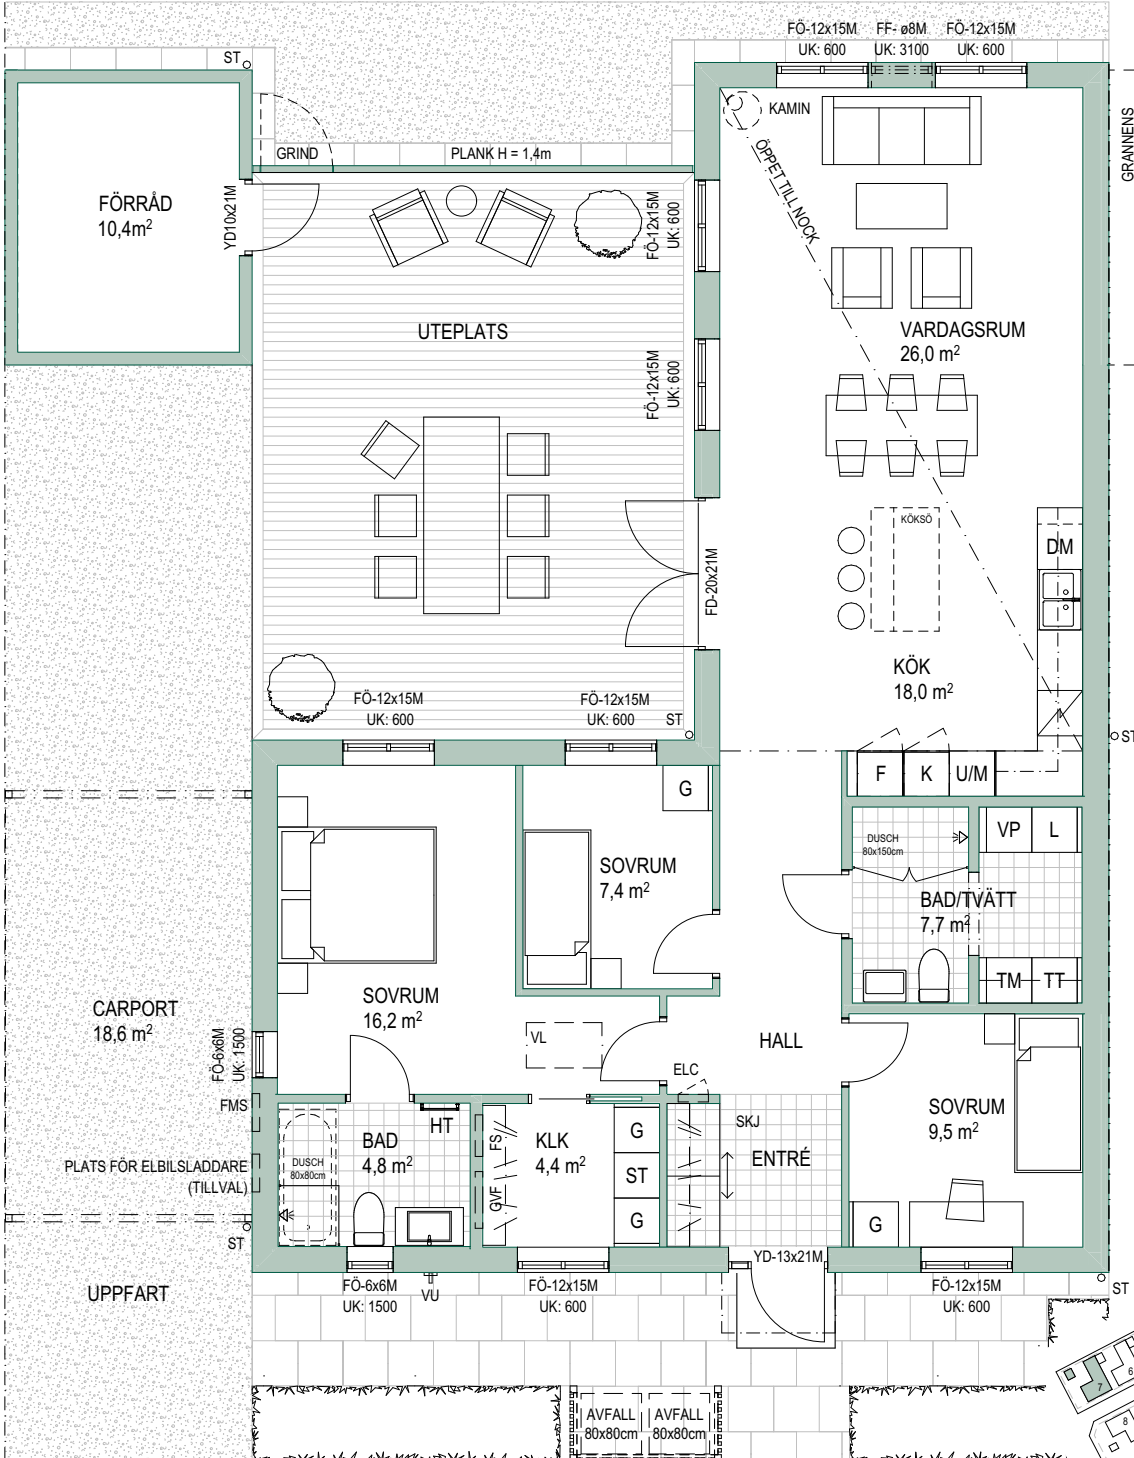 FÖ-12x15M
UK: 600
FF- ø8M
UK: 3100
FÖ-12x15M
UK: 600
ST
KAMIN
GRANNENS
GRIND
PLANK H = 1,4m
ÖPPET TILL NOCK
FÖRRÅD
10,4m²
YD10x21M
FÖ-12x15M
UK: 600
UTEPLATS
VARDAGSRUM
26,0 m²
FÖ-12x15M
UK: 600
KÖKSÖ
DM
FD-20x21M
KÖK
18,0 m²
FÖ-12x15M
UK: 600
FÖ-12x15M
UK: 600
ST
ST
F
K
U/M
G
DUSCH
80x150cm
VP
L
SOVRUM
7,4 m²
BAD/TVÄTT
7,7 m²
TM
TT
SOVRUM
16,2 m²
CARPORT
18,6 m²
FÖ-6x6M
UK: 1500
VL
HALL
ELC
FMS
HT
SKJ
SOVRUM
9,5 m²
BAD
4,8 m²
FS
KLK
4,4 m²
G
ENTRÉ
PLATS FÖR ELBILSLADDARE
(TILLVAL)
DUSCH
80x80cm
GVF
ST
G
G
ST
YD-13x21M
UPPFART
FÖ-6x6M
UK: 1500
VU
FÖ-12x15M
UK: 600
FÖ-12x15M
UK: 600
ST
6
7
8
AVFALL
80x80cm
AVFALL
80x80cm